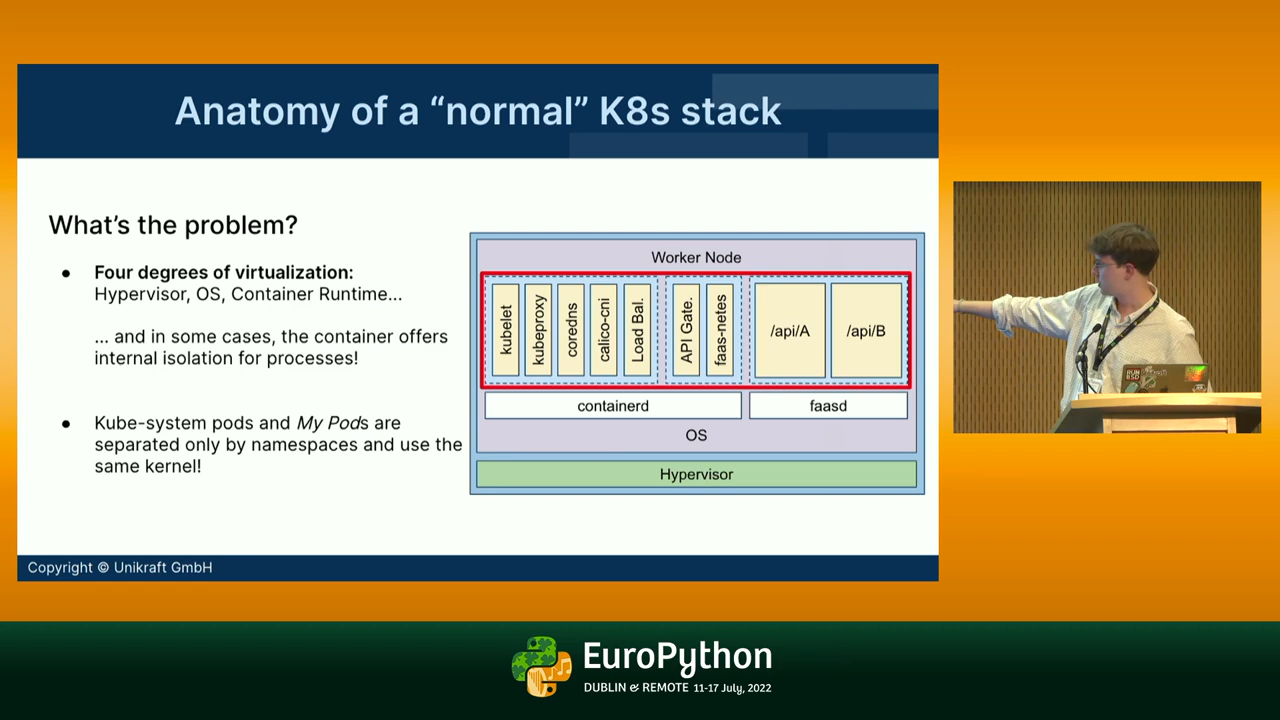 Anatomy of a “normal” K8s stack
What’s the problem?
● Four degrees of virtualization:
Hypervisor, OS, Container Runtime...
... and in some cases, the container offers
internal isolation for processes!
● Kube-system pods and My Pods are
separated only by namespaces and use the
same kernel!
Worker Node
kubelet
kubeproxy
coredns
calico-cni
Load Bal.
API Gate.
faas-netes
/api/A
/api/B
containerd
faasd
OS
Hypervisor
Copyright © Unikraft GmbH
EuroPython
DUBLIN & REMOTE 11-17 July, 2022